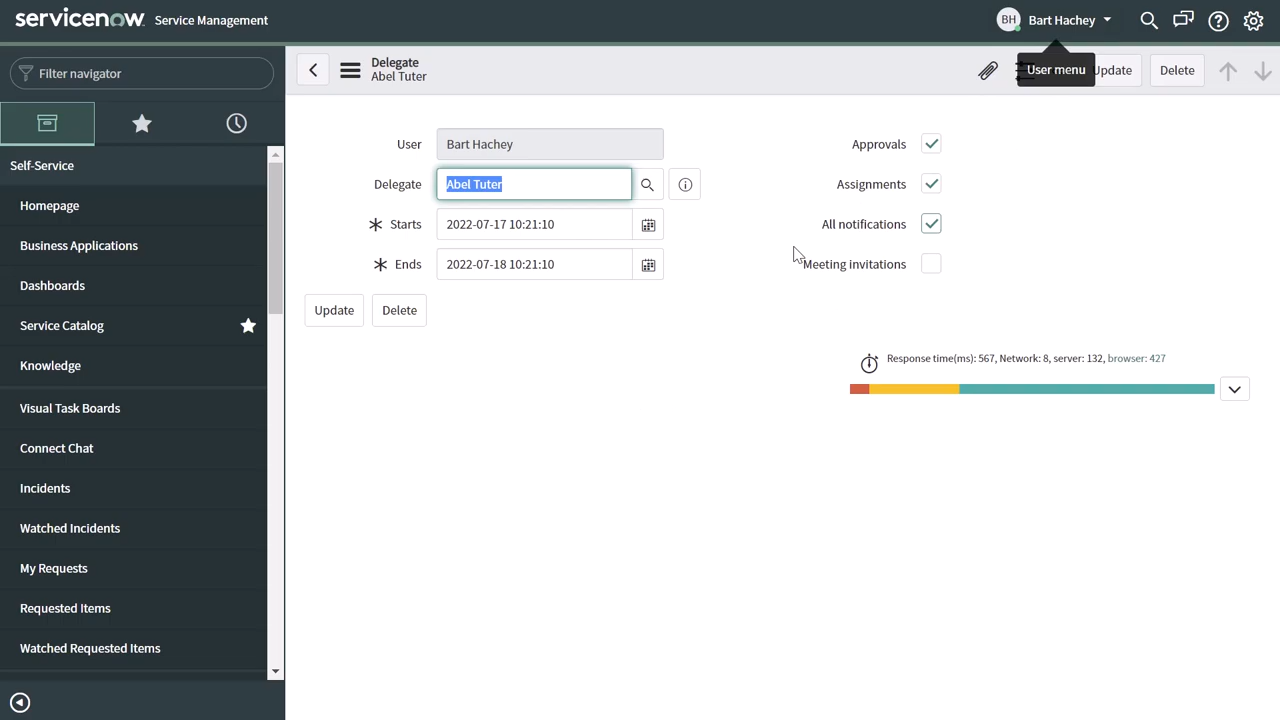 servicenow Service Management
BH Bart Hachey
Filter navigator
Delegate
Abel Tuter
User menu
Update
Delete
Self-Service
Homepage
Business Applications
Dashboards
Service Catalog
Knowledge
Visual Task Boards
Connect Chat
Incidents
Watched Incidents
My Requests
Requested Items
Watched Requested Items
User Bart Hachey
Delegate Abel Tuter
Starts 2022-07-17 10:21:10
Ends 2022-07-18 10:21:10
Approvals
Assignments
All notifications
Meeting invitations
Update Delete
Response time(ms): 567, Network: 8, server: 132, browser: 427